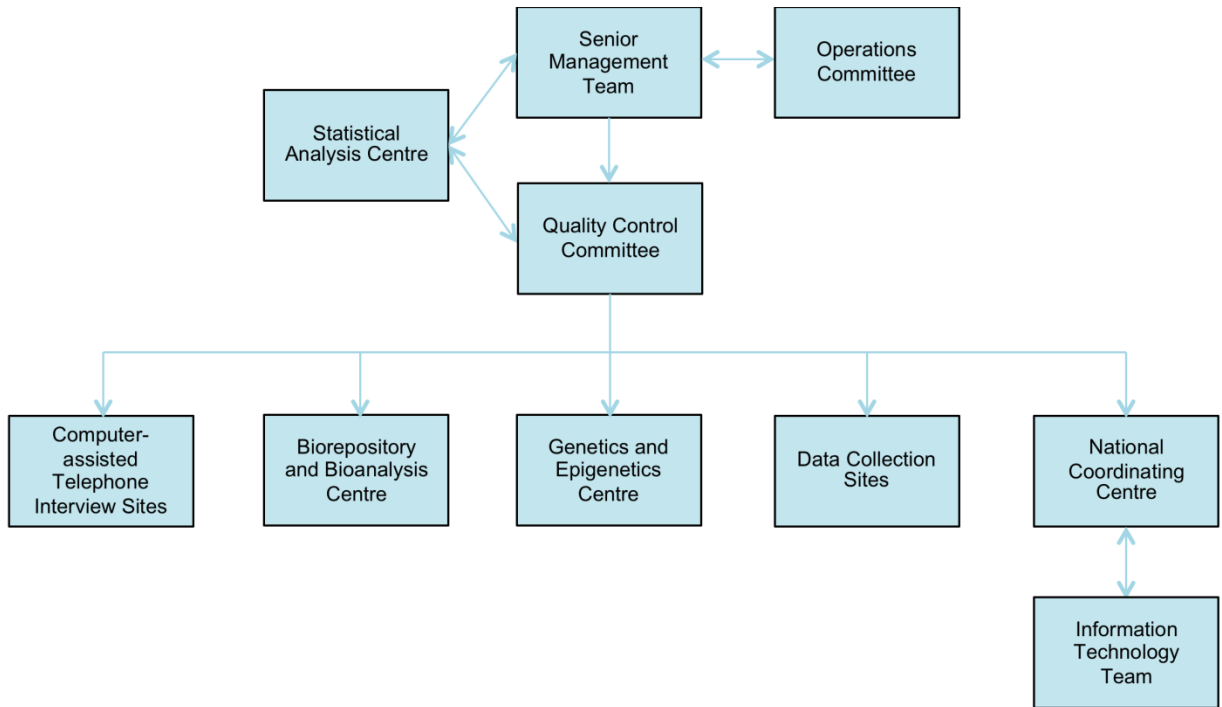 Senior
Management
Team
Operations
Committee
Statistical
Analysis Centre
Quality Control
Committee
Computer-
assisted
Telephone
Interview Sites
Biorepository
and Bioanalysis
Centre
Genetics and
Epigenetics
Centre
Data Collection
Sites
National
Coordinating
Centre
Information
Technology
Team